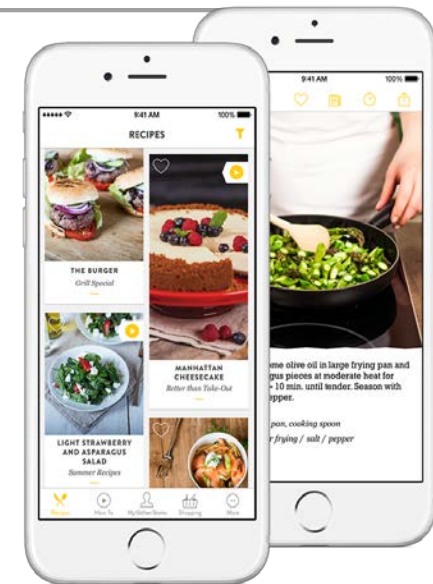 9:41 AM
100%
RECIPES
THE BURGER
Grill Special
MANHATTAN
CHEESECAKE
Better than Take-Out
LIGHT STRAWBERRY
AND ASPARAGUS
SALAD
Summer Recipes
Recipes
How To
Shopping
More
9:41 AM
100%
me olive oil in large frying pan and
gus pieces at moderate heat for
10 min. until tender. Season with
epper.
pan, cooking spoon
r frying / salt / pepper